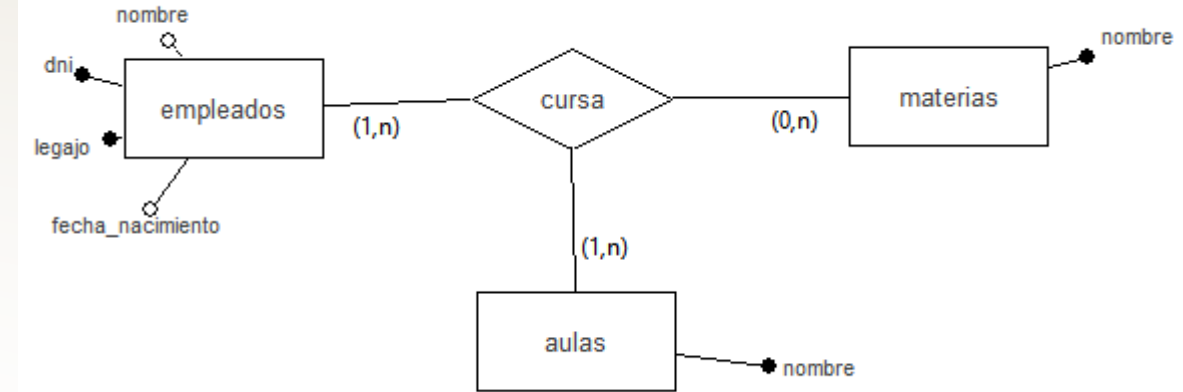 nombre
nombre
dni
empleados
cursa
materias
(1,n)
(0,n)
legajo
fecha_nacimiento
(1,n)
aulas
nombre